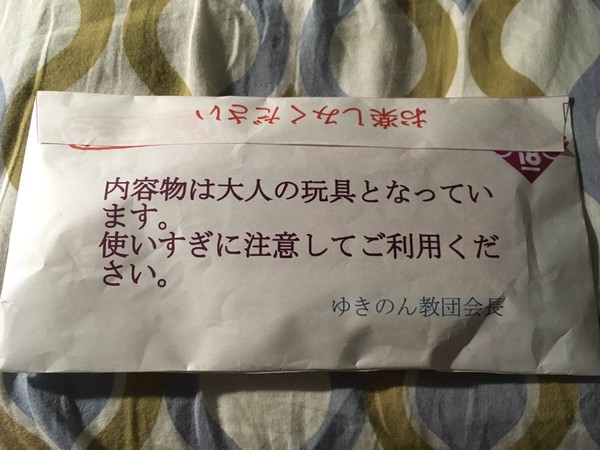 お楽しみください
内容物は大人の玩具となってい
ます。
使いすぎに注意してご利用くだ
さい。
ゆきのん教団会長